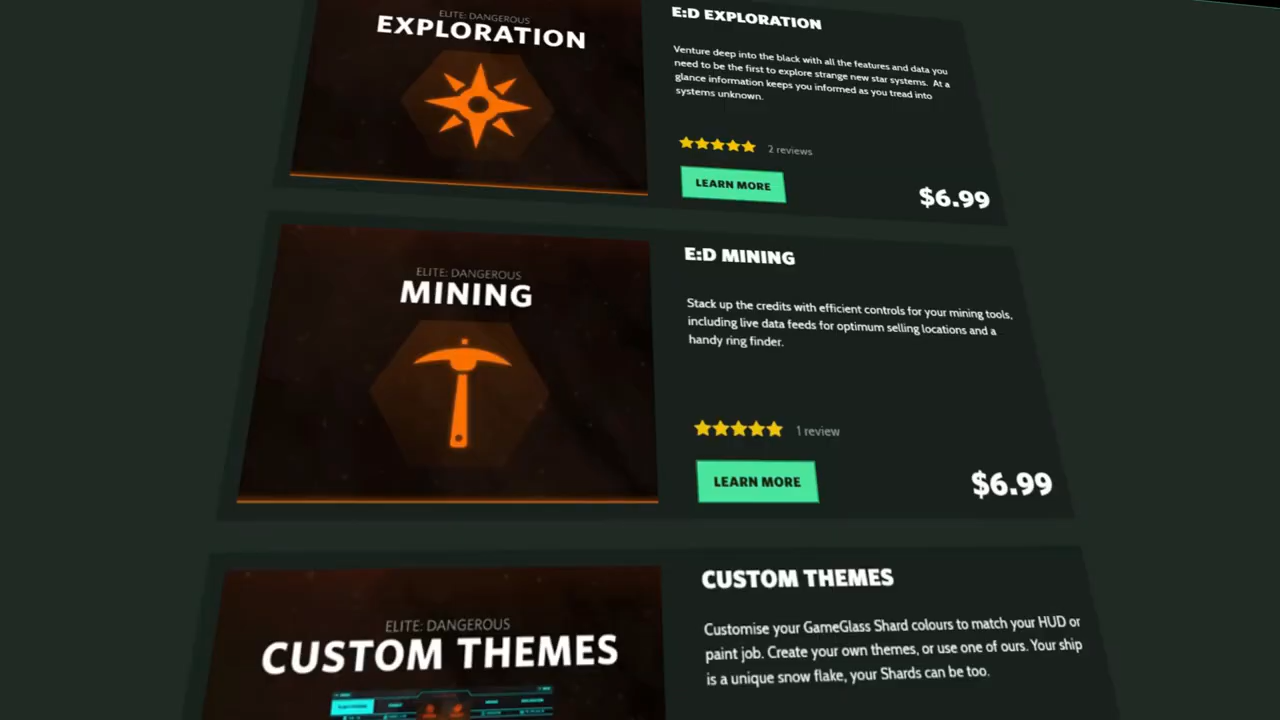 ELITE: DANGEROUS
EXPLORATION
E:D EXPLORATION
Venture deep into the black with all the features and data you
need to be the first to explore strange new star systems. At a
glance information keeps you informed as you tread into
systems unknown.
2 reviews
LEARN MORE
$6.99
ELITE: DANGEROUS
MINING
E:D MINING
Stack up the credits with efficient controls for your mining tools,
including live data feeds for optimum selling locations and a
handy ring finder.
1 review
LEARN MORE
$6.99
ELITE: DANGEROUS
CUSTOM THEMES
CUSTOM THEMES
Customise your GameGlass Shard colours to match your HUD or
paint job. Create your own themes, or use one of ours. Your ship
is a unique snow flake, your Shards can be too.